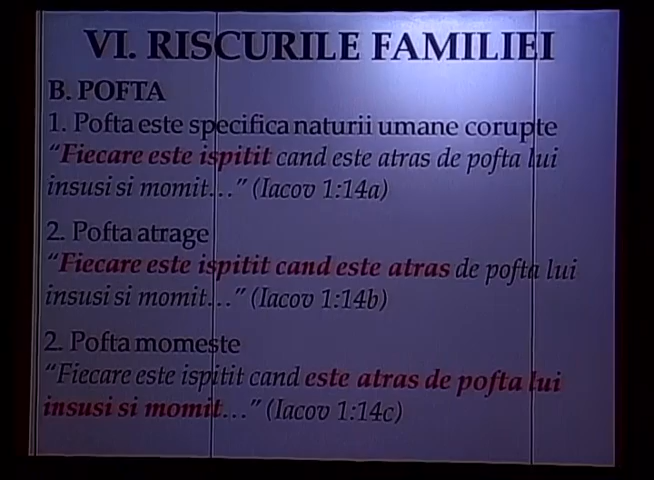 VI. RISCURILE FAMILIEI
B. POFTA
1. Pofta este specifica naturii umane corupte
“Fiecare este ispitit cand este atras de pofta lui
insusi si momit…” (Iacov 1:14a)
2. Pofta atrage
“Fiecare este ispitit cand este atras de pofta lui
insusi si momit…” (Iacov 1:14b)
2. Pofta momeste
“Fiecare este ispitit cand este atras de pofta lui
insusi si momit…” (Iacov 1:14c)